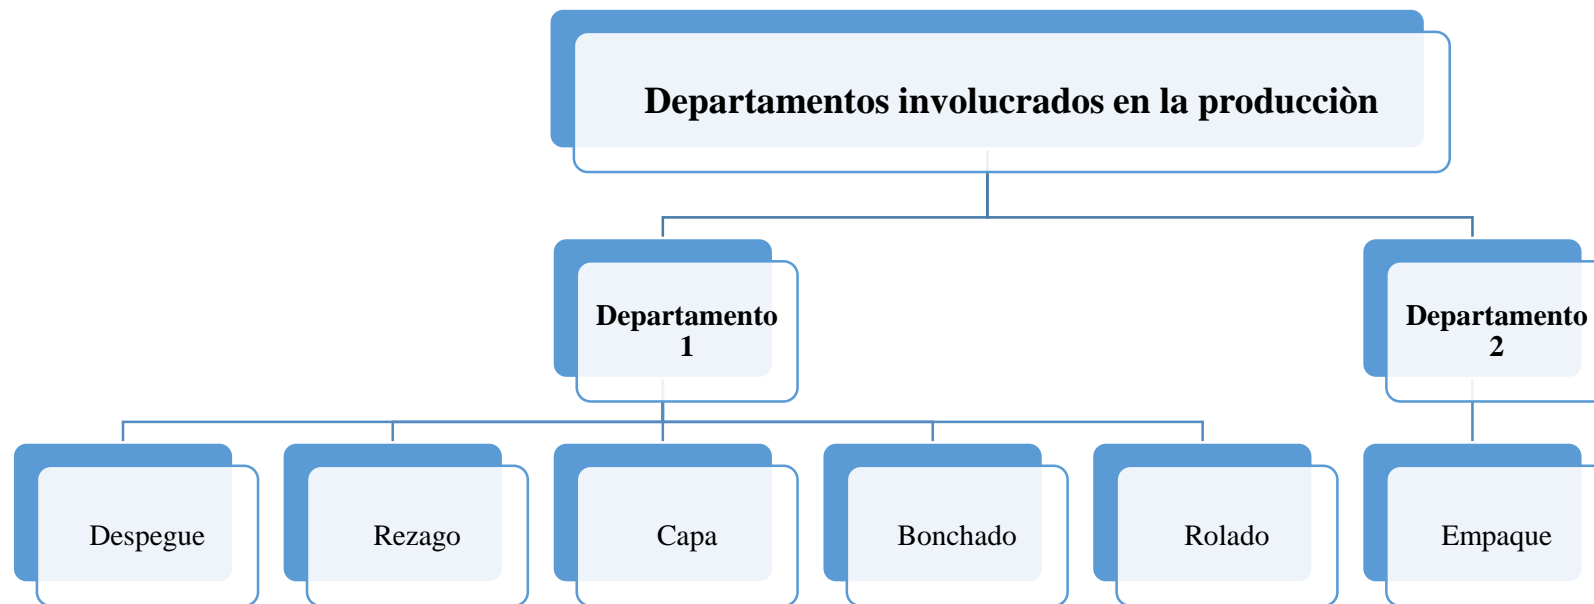 Departamentos involucrados en la producciòn
Departamento
1
Departamento
2
Despegue
Rezago
Capa
Bonchado
Rolado
Empaque